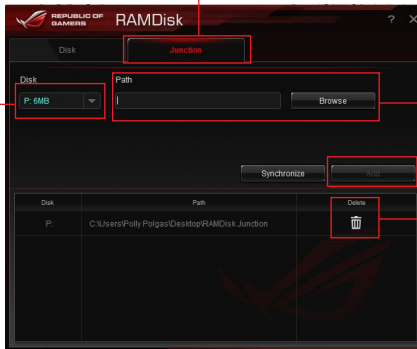 REPUBLIC OF
GAMERS
RAMDisk
? ×
Disk
Junction
Disk
Path
P: 6MB
Browse
Synchronize
Add
Disk
Path
Delete
P:
C:\Users\Polly Polgas\Desktop\RAMDisk Junction